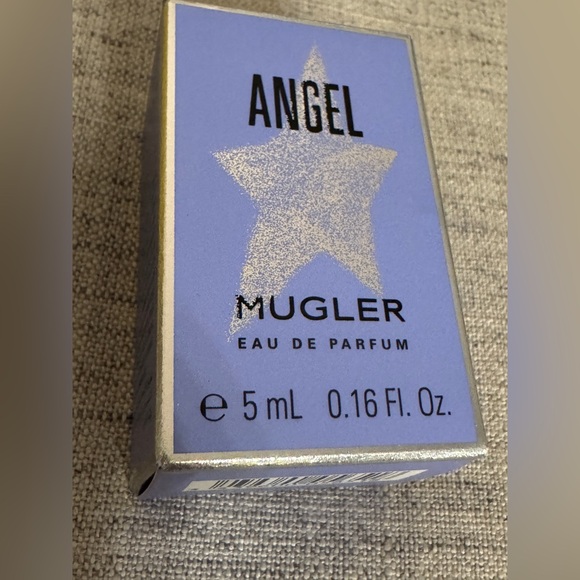 ANGEL
MUGLER
EAU DE PARFUM
℮ 5 mL 0.16 Fl. Oz.